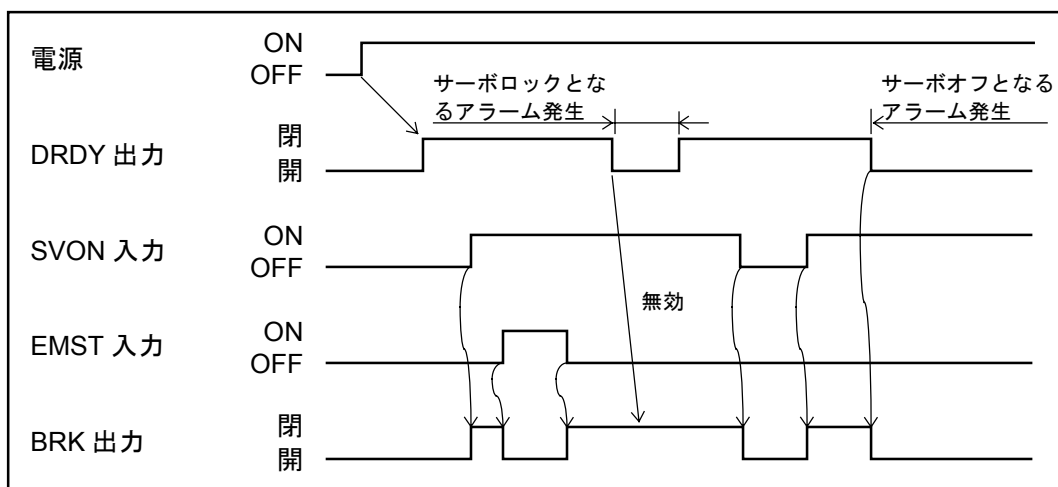 電源
ON
OFF
サーボロックとな
るアラーム発生
サーボオフとなる
アラーム発生
DRDY 出力
閉
開
SVON 入力
ON
OFF
無効
EMST 入力
ON
OFF
BRK 出力
閉
開